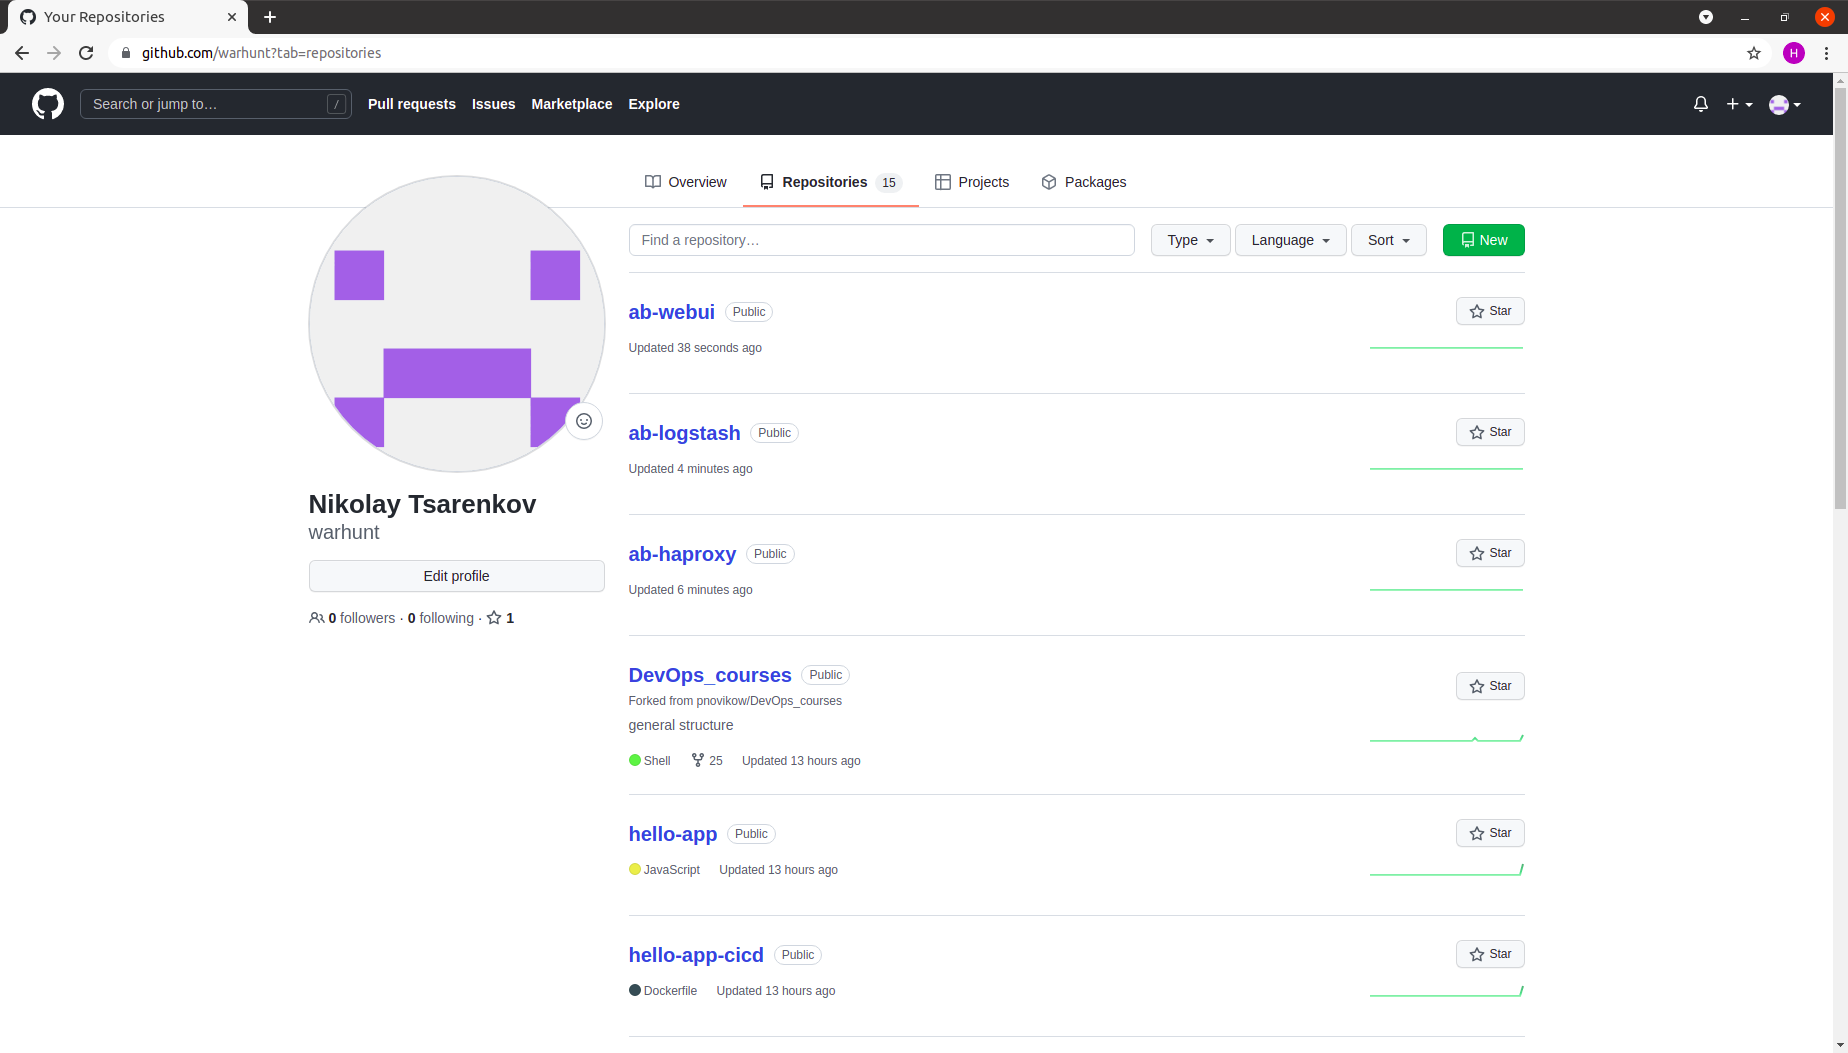 Your Repositories
github.com/warhunt?tab=repositories
H
Search or jump to…
/
Pull requests
Issues
Marketplace
Explore
Overview
Repositories 15
Projects
Packages
Find a repository…
Type
Language
Sort
New
Nikolay Tsarenkov
warhunt
Edit profile
0 followers · 0 following · 1
ab-webui Public
Star
Updated 38 seconds ago
ab-logstash Public
Star
Updated 4 minutes ago
ab-haproxy Public
Star
Updated 6 minutes ago
DevOps_courses Public
Star
Forked from pnovikow/DevOps_courses
general structure
Shell 25 Updated 13 hours ago
hello-app Public
Star
JavaScript Updated 13 hours ago
hello-app-cicd Public
Star
Dockerfile Updated 13 hours ago